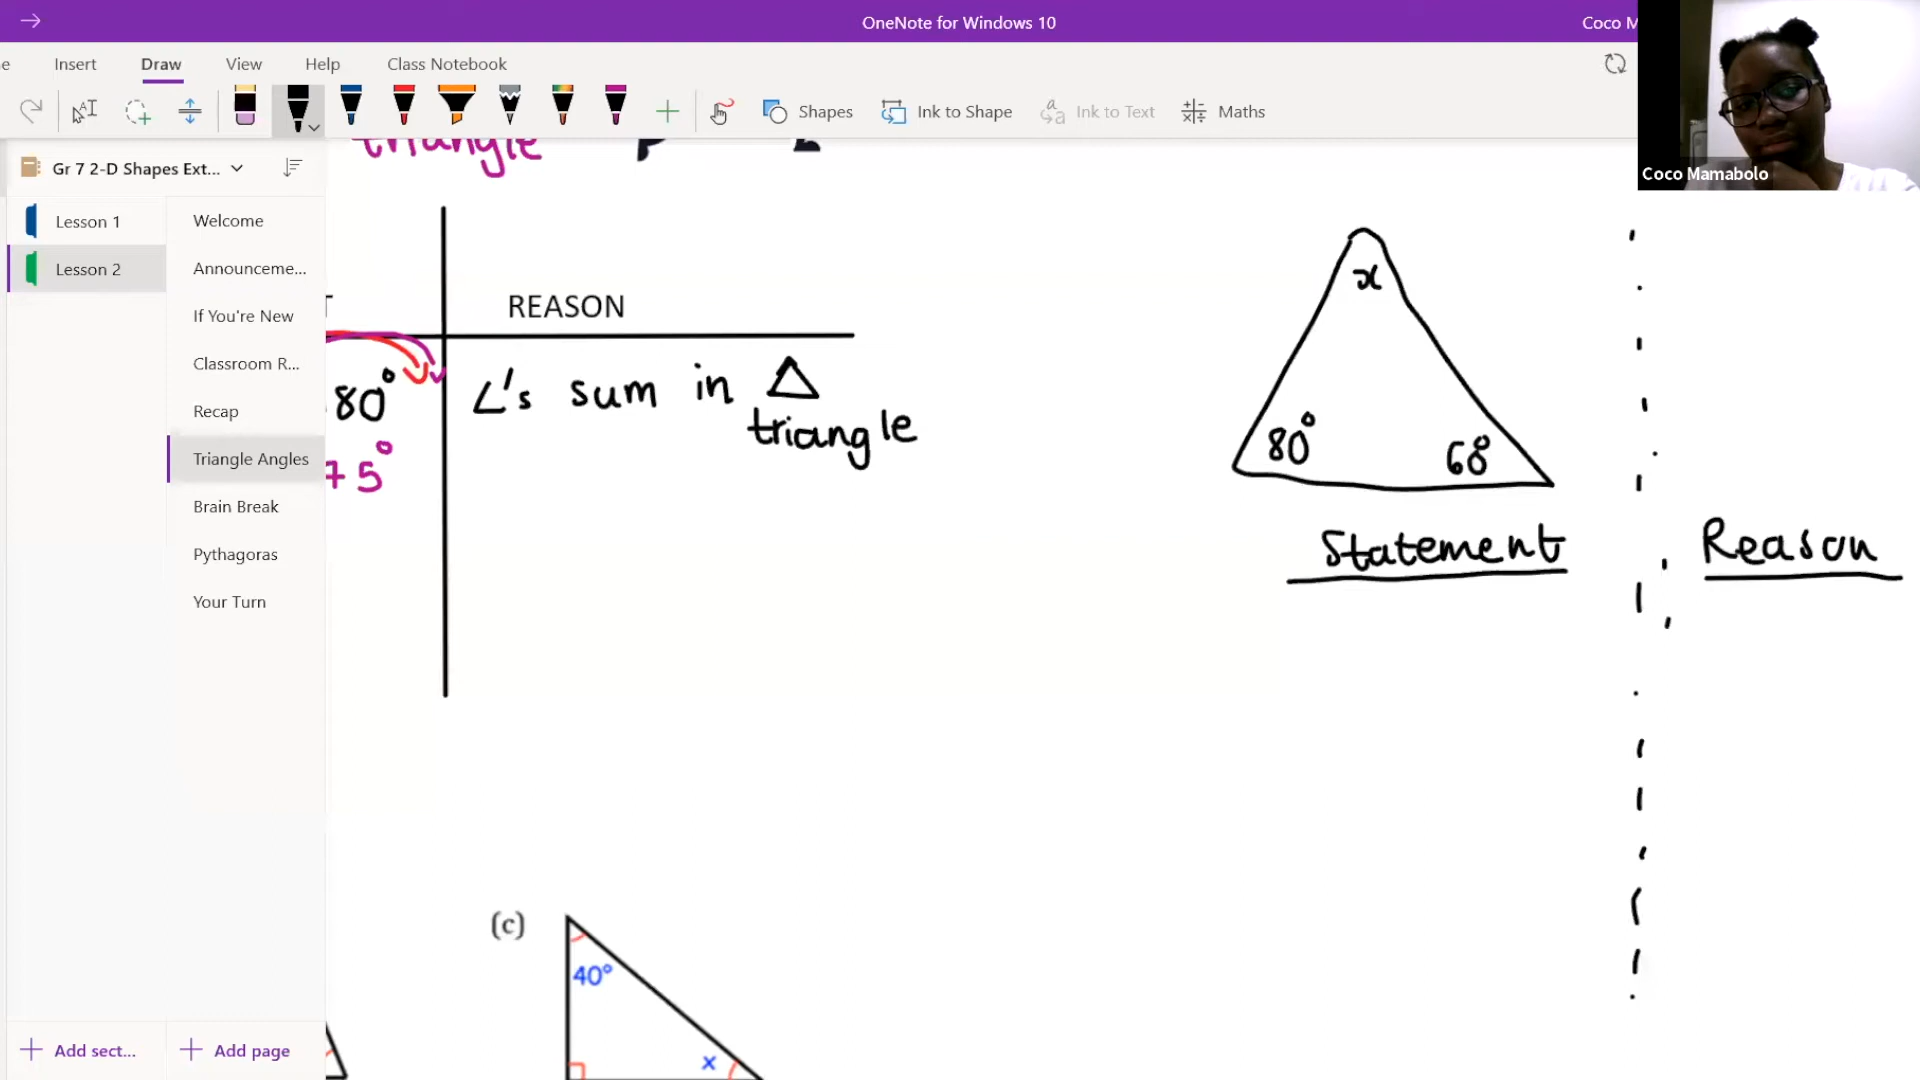 OneNote for Windows 10
Coco M
Insert
Draw
View
Help
Class Notebook
Shapes
Ink to Shape
Ink to Text
Maths
Coco Mamabolo
Gr 7 2-D Shapes Ext...
Lesson 1
Lesson 2
Welcome
Announceme...
If You're New
Classroom R...
Recap
Triangle Angles
Brain Break
Pythagoras
Your Turn
Add sect...
Add page
triangle
REASON
80°
∠'s sum in △
triangle
75°
x
80°
68°
Statement
Reason
(c)
40°
x